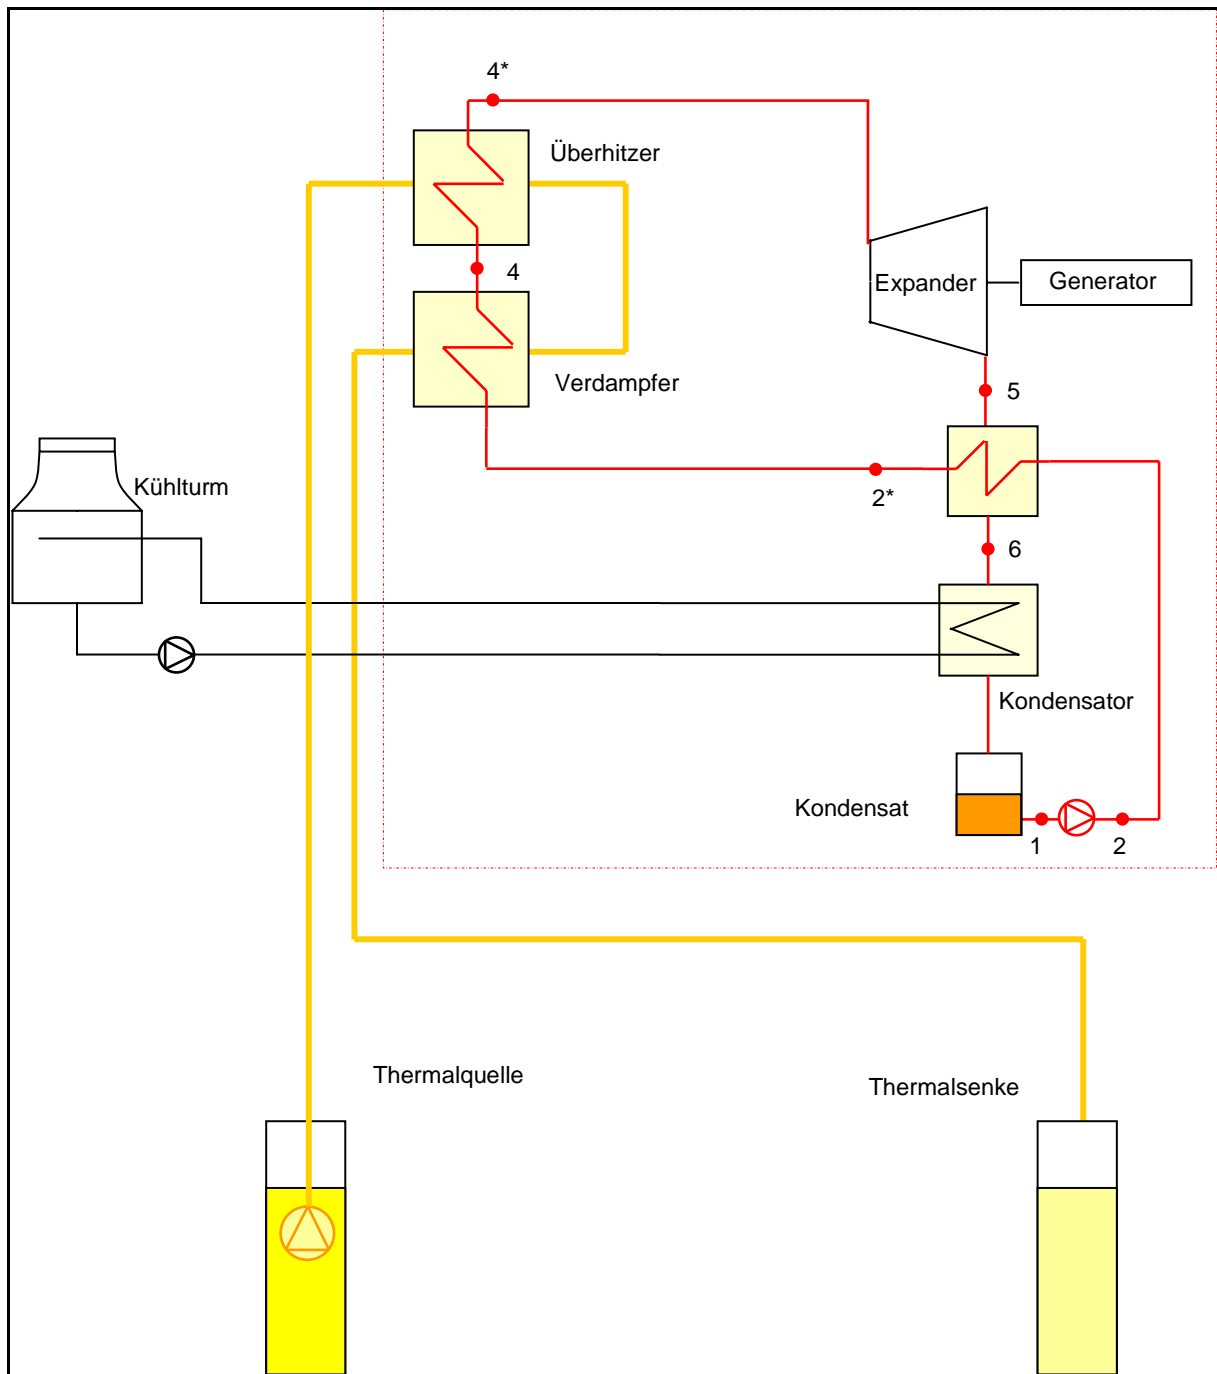 4*
Überhitzer
4
Expander
Generator
Verdampfer
5
Kühlturm
2*
6
Kondensator
Kondensat
1
2
Thermalquelle
Thermalsenke